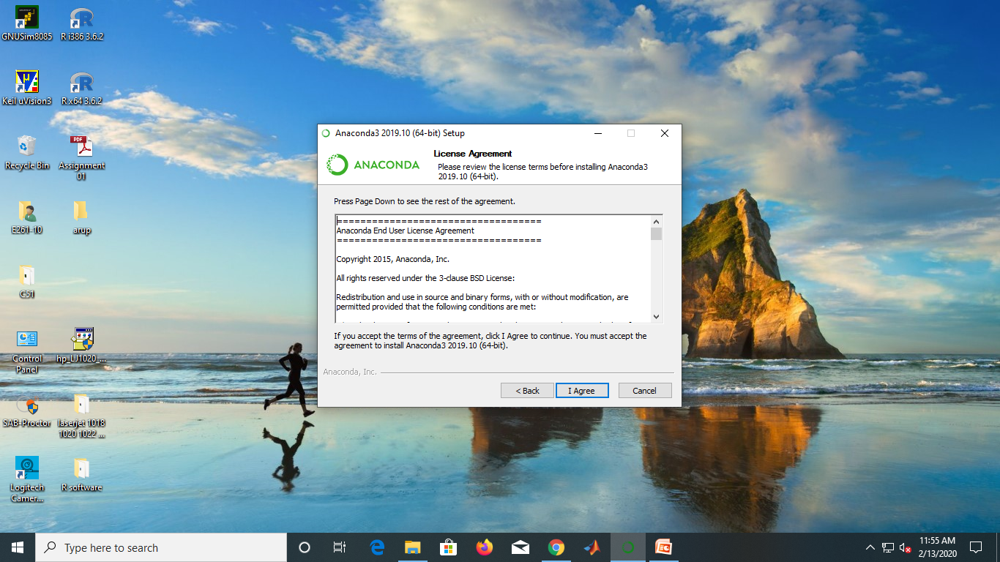 GNUSim8085
R i386 3.6.2
Keil uVision3
R x64 3.6.2
Recycle Bin
PDF
Assignment
01
E261-10
arup
C51
Control
Panel
hp_LJ1020_...
SAB-Proctor
laserjet 1018
1020 1022 ...
Logitech
Camer...
R software
Anaconda3 2019.10 (64-bit) Setup
ANACONDA
License Agreement
Please review the license terms before installing Anaconda3
2019.10 (64-bit).
Press Page Down to see the rest of the agreement.
===================================
Anaconda End User License Agreement
===================================
Copyright 2015, Anaconda, Inc.
All rights reserved under the 3-clause BSD License:
Redistribution and use in source and binary forms, with or without modification, are
permitted provided that the following conditions are met:
If you accept the terms of the agreement, click I Agree to continue. You must accept the
agreement to install Anaconda3 2019.10 (64-bit).
Anaconda, Inc.
< Back
I Agree
Cancel
Type here to search
11:55 AM
2/13/2020